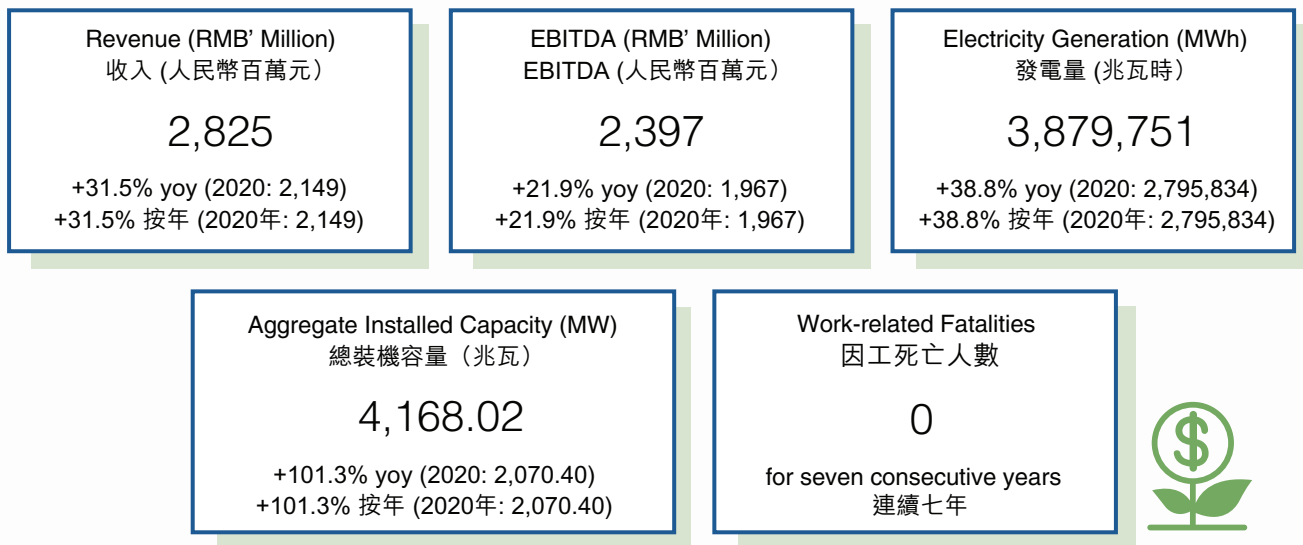 Revenue (RMB' Million)
收入 (人民幣百萬元）
2,825
+31.5% yoy (2020: 2,149)
+31.5% 按年 (2020年: 2,149)
EBITDA (RMB' Million)
EBITDA (人民幣百萬元）
2,397
+21.9% yoy (2020: 1,967)
+21.9% 按年 (2020年: 1,967)
Electricity Generation (MWh)
發電量 (兆瓦時）
3,879,751
+38.8% yoy (2020: 2,795,834)
+38.8% 按年 (2020年: 2,795,834)
Aggregate Installed Capacity (MW)
總裝機容量（兆瓦）
4,168.02
+101.3% yoy (2020: 2,070.40)
+101.3% 按年 (2020年: 2,070.40)
Work-related Fatalities
因工死亡人數
0
for seven consecutive years
連續七年
$